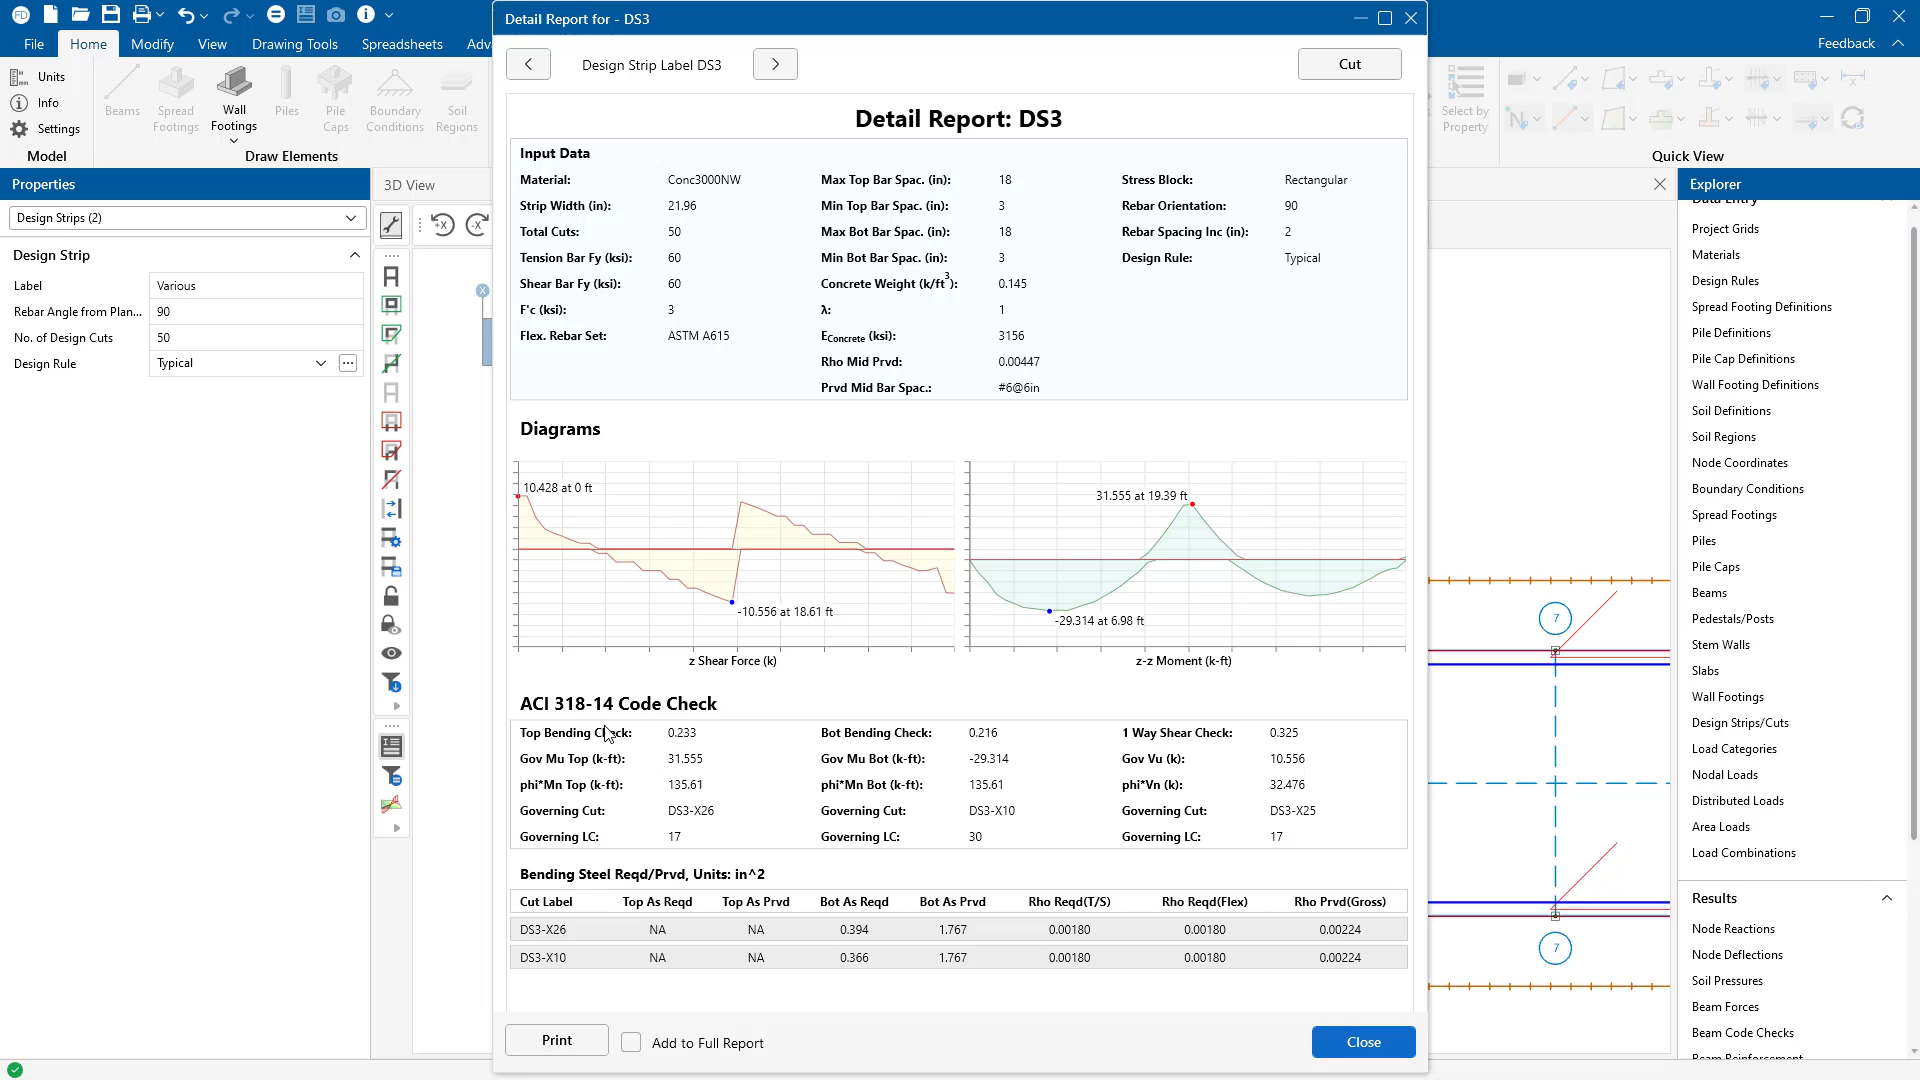 FD
Detail Report for - DS3
File
Home
Modify
View
Drawing Tools
Spreadsheets
Feedback
Units
Info
Settings
Model
Beams
Spread Footings
Wall Footings
Piles
Pile Caps
Boundary Conditions
Soil Regions
Draw Elements
Select by Property
Quick View
Properties
Design Strips (2)
Design Strip
Label Various
Rebar Angle from Plan... 90
No. of Design Cuts 50
Design Rule Typical ...
3D View
+X
-X
X
Design Strip Label DS3
Cut
Detail Report: DS3
Input Data
Material: Conc3000NW Max Top Bar Spac. (in): 18 Stress Block: Rectangular
Strip Width (in): 21.96 Min Top Bar Spac. (in): 3 Rebar Orientation: 90
Total Cuts: 50 Max Bot Bar Spac. (in): 18 Rebar Spacing Inc (in): 2
Tension Bar Fy (ksi): 60 Min Bot Bar Spac. (in): 3 Design Rule: Typical
Shear Bar Fy (ksi): 60 Concrete Weight (k/ft3): 0.145
F'c (ksi): 3 λ: 1
Flex. Rebar Set: ASTM A615 EConcrete (ksi): 3156
Rho Mid Prvd: 0.00447
Prvd Mid Bar Spac.: #6@6in
Diagrams
10.428 at 0 ft
-10.556 at 18.61 ft
z Shear Force (k)
31.555 at 19.39 ft
-29.314 at 6.98 ft
z-z Moment (k-ft)
ACI 318-14 Code Check
Top Bending Check: 0.233 Bot Bending Check: 0.216 1 Way Shear Check: 0.325
Gov Mu Top (k-ft): 31.555 Gov Mu Bot (k-ft): -29.314 Gov Vu (k): 10.556
phi*Mn Top (k-ft): 135.61 phi*Mn Bot (k-ft): 135.61 phi*Vn (k): 32.476
Governing Cut: DS3-X26 Governing Cut: DS3-X10 Governing Cut: DS3-X25
Governing LC: 17 Governing LC: 30 Governing LC: 17
Bending Steel Reqd/Prvd, Units: in^2
Cut Label Top As Reqd Top As Prvd Bot As Reqd Bot As Prvd Rho Reqd(T/S) Rho Reqd(Flex) Rho Prvd(Gross)
DS3-X26 NA NA 0.394 1.767 0.00180 0.00180 0.00224
DS3-X10 NA NA 0.366 1.767 0.00180 0.00180 0.00224
Print
Add to Full Report
Close
7
7
Explorer
Data Entry
Project Grids
Materials
Design Rules
Spread Footing Definitions
Pile Definitions
Pile Cap Definitions
Wall Footing Definitions
Soil Definitions
Soil Regions
Node Coordinates
Boundary Conditions
Spread Footings
Piles
Pile Caps
Beams
Pedestals/Posts
Stem Walls
Slabs
Wall Footings
Design Strips/Cuts
Load Categories
Nodal Loads
Distributed Loads
Area Loads
Load Combinations
Results
Node Reactions
Node Deflections
Soil Pressures
Beam Forces
Beam Code Checks
Beam Reinforcement